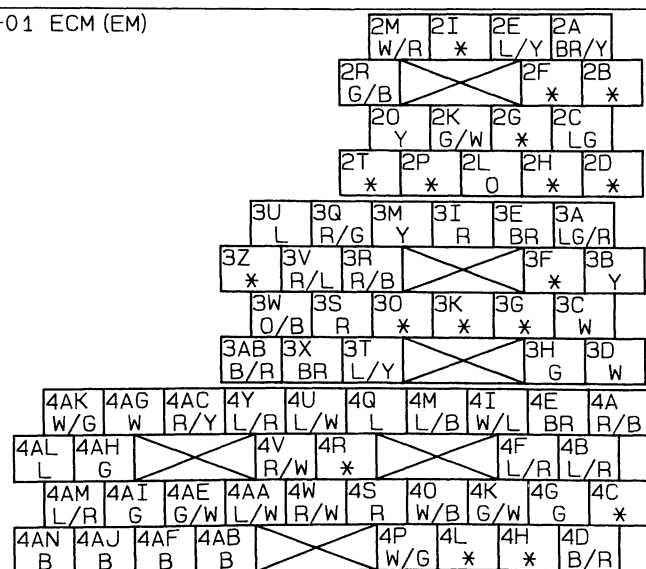 -01 ECM (EM)
2M 2I 2E 2A
W/R * L/Y BR/Y
2R 2F 2B
G/B * *
2O 2K 2G 2C
Y G/W * LG
2T 2P 2L 2H 2D
* * O * *
3U 3Q 3M 3I 3E 3A
L R/G Y R BR LG/R
3Z 3V 3R 3F 3B
* R/L R/B * Y
3W 3S 3O 3K 3G 3C
O/B R * * * W
3AB 3X 3T 3H 3D
B/R BR L/Y G W
4AK 4AG 4AC 4Y 4U 4Q 4M 4I 4E 4A
W/G W R/Y L/R L/W L L/B W/L BR R/B
4AL 4AH 4V 4R 4F 4B
L G R/W * L/R L/R
4AM 4AI 4AE 4AA 4W 4S 4O 4K 4G 4C
L/R G G/W L/W R/W R W/B G/W G *
4AN 4AJ 4AF 4AB 4P 4L 4H 4D
B B B B W/G * * B/R